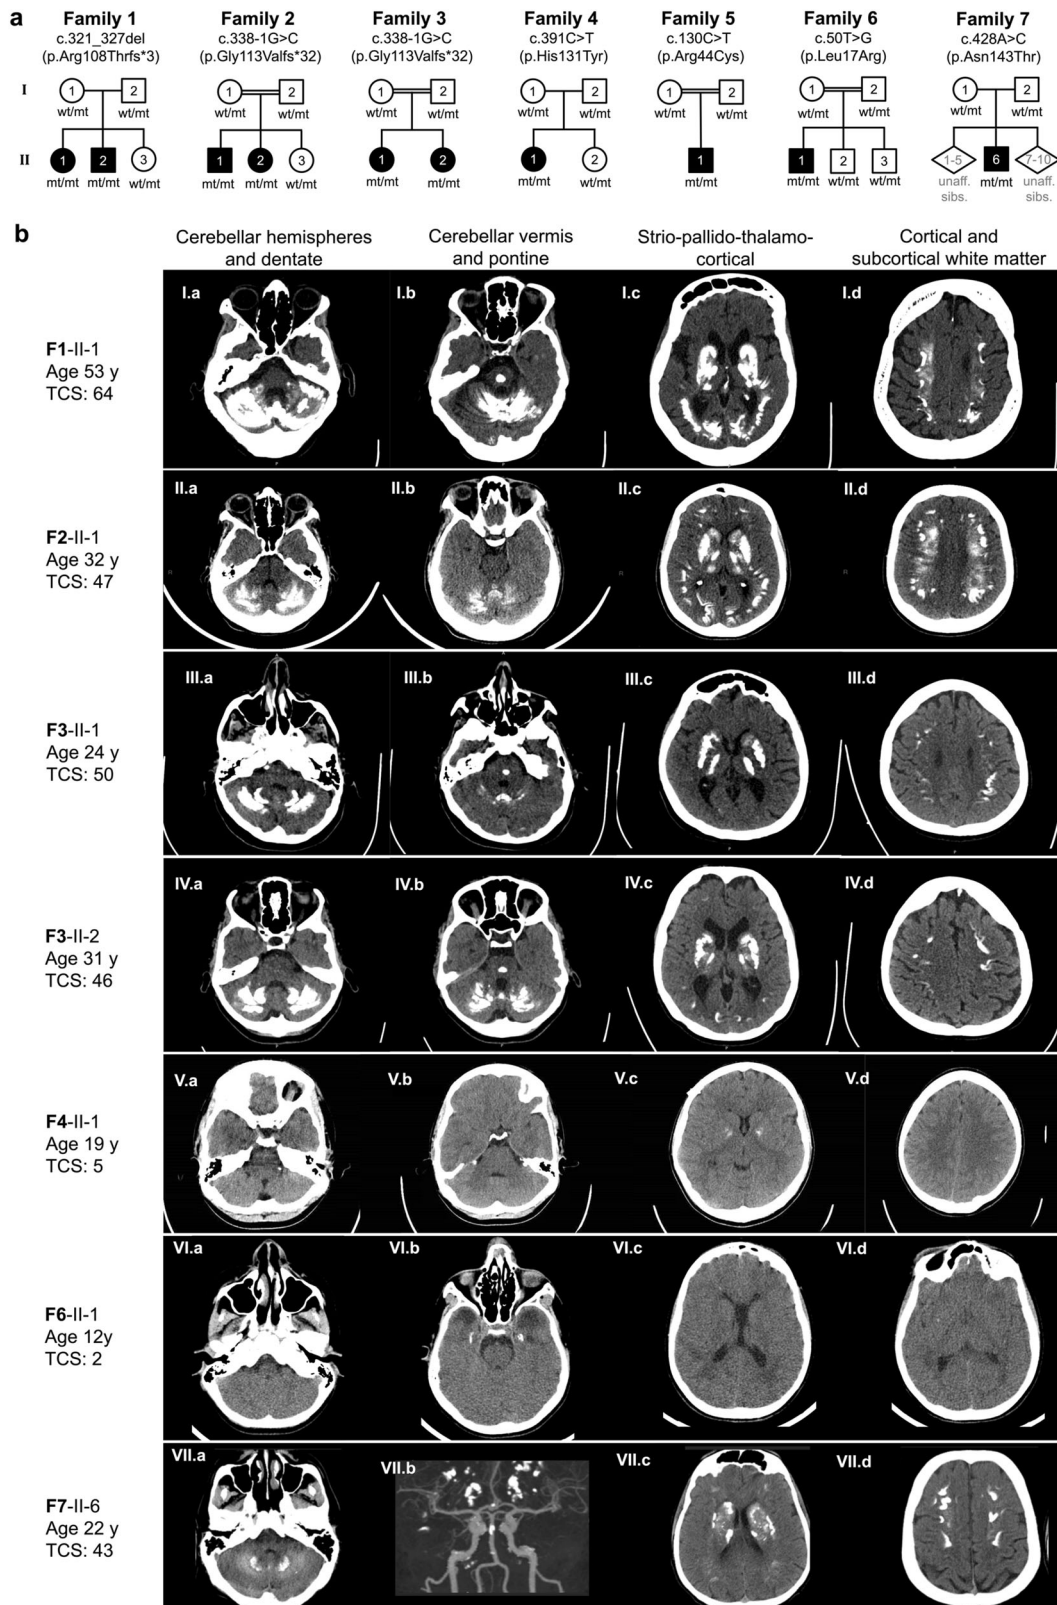 a
Family 1
c.321_327del
(p.Arg108Thrfs*3)
Family 2
c.338-1G>C
(p.Gly113Valfs*32)
Family 3
c.338-1G>C
(p.Gly113Valfs*32)
Family 4
c.391C>T
(p.His131Tyr)
Family 5
c.130C>T
(p.Arg44Cys)
Family 6
c.50T>G
(p.Leu17Arg)
Family 7
c.428A>C
(p.Asn143Thr)
I
1 2 1 2 1 2 1 2 1 2 1 2 1 2
wt/mt wt/mt wt/mt wt/mt wt/mt wt/mt wt/mt wt/mt wt/mt wt/mt wt/mt wt/mt wt/mt wt/mt
II
1 2 3 1 2 3 1 2 1 2 1 1 2 3 1-5 6 7-10
mt/mt mt/mt wt/mt mt/mt mt/mt wt/mt mt/mt mt/mt mt/mt wt/mt mt/mt mt/mt wt/mt wt/mt unaff. sibs. mt/mt unaff. sibs.
b
Cerebellar hemispheres
and dentate
Cerebellar vermis
and pontine
Strio-pallido-thalamo-
cortical
Cortical and
subcortical white matter
F1-II-1
Age 53 y
TCS: 64
I.a I.b I.c I.d
F2-II-1
Age 32 y
TCS: 47
II.a II.b II.c II.d
F3-II-1
Age 24 y
TCS: 50
III.a III.b III.c III.d
F3-II-2
Age 31 y
TCS: 46
IV.a IV.b IV.c IV.d
F4-II-1
Age 19 y
TCS: 5
V.a V.b V.c V.d
F6-II-1
Age 12y
TCS: 2
VI.a VI.b VI.c VI.d
F7-II-6
Age 22 y
TCS: 43
VII.a VII.b VII.c VII.d